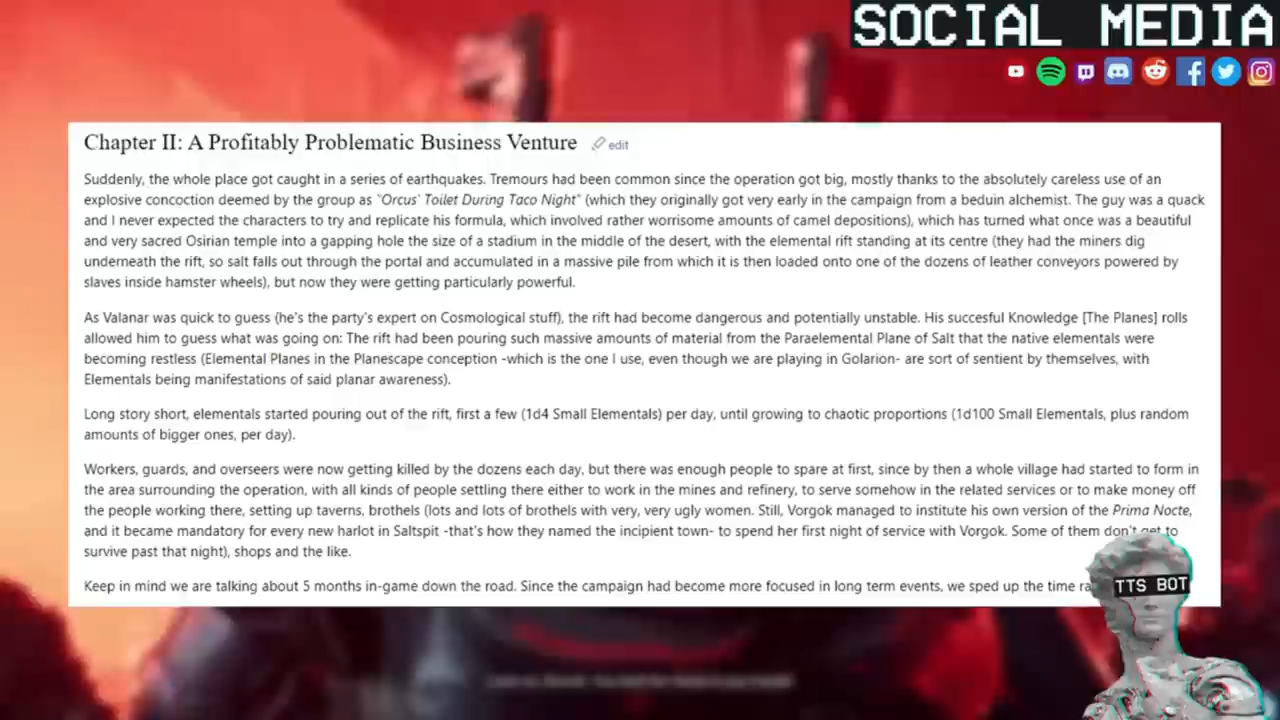 SOCIAL MEDIA
Chapter II: A Profitably Problematic Business Venture edit
Suddenly, the whole place got caught in a series of earthquakes. Tremours had been common since the operation got big, mostly thanks to the absolutely careless use of an
explosive concoction deemed by the group as "Orcus' Toilet During Taco Night" (which they originally got very early in the campaign from a beduin alchemist. The guy was a quack
and I never expected the characters to try and replicate his formula, which involved rather worrisome amounts of camel depositions), which has turned what once was a beautiful
and very sacred Osirian temple into a gapping hole the size of a stadium in the middle of the desert, with the elemental rift standing at its centre (they had the miners dig
underneath the rift, so salt falls out through the portal and accumulated in a massive pile from which it is then loaded onto one of the dozens of leather conveyors powered by
slaves inside hamster wheels), but now they were getting particularly powerful.
As Valanar was quick to guess (he's the party's expert on Cosmological stuff), the rift had become dangerous and potentially unstable. His succesful Knowledge [The Planes] rolls
allowed him to guess what was going on: The rift had been pouring such massive amounts of material from the Paraelemental Plane of Salt that the native elementals were
becoming restless (Elemental Planes in the Planescape conception -which is the one I use, even though we are playing in Golarion- are sort of sentient by themselves, with
Elementals being manifestations of said planar awareness).
Long story short, elementals started pouring out of the rift, first a few (1d4 Small Elementals) per day, until growing to chaotic proportions (1d100 Small Elementals, plus random
amounts of bigger ones, per day).
Workers, guards, and overseers were now getting killed by the dozens each day, but there was enough people to spare at first, since by then a whole village had started to form in
the area surrounding the operation, with all kinds of people settling there either to work in the mines and refinery, to serve somehow in the related services or to make money off
the people working there, setting up taverns, brothels (lots and lots of brothels with very, very ugly women. Still, Vorgok managed to institute his own version of the Prima Nocte,
and it became mandatory for every new harlot in Saltspit -that's how they named the incipient town- to spend her first night of service with Vorgok. Some of them don't get to
survive past that night), shops and the like.
Keep in mind we are talking about 5 months in-game down the road. Since the campaign had become more focused in long term events, we sped up the time
TTS BOT